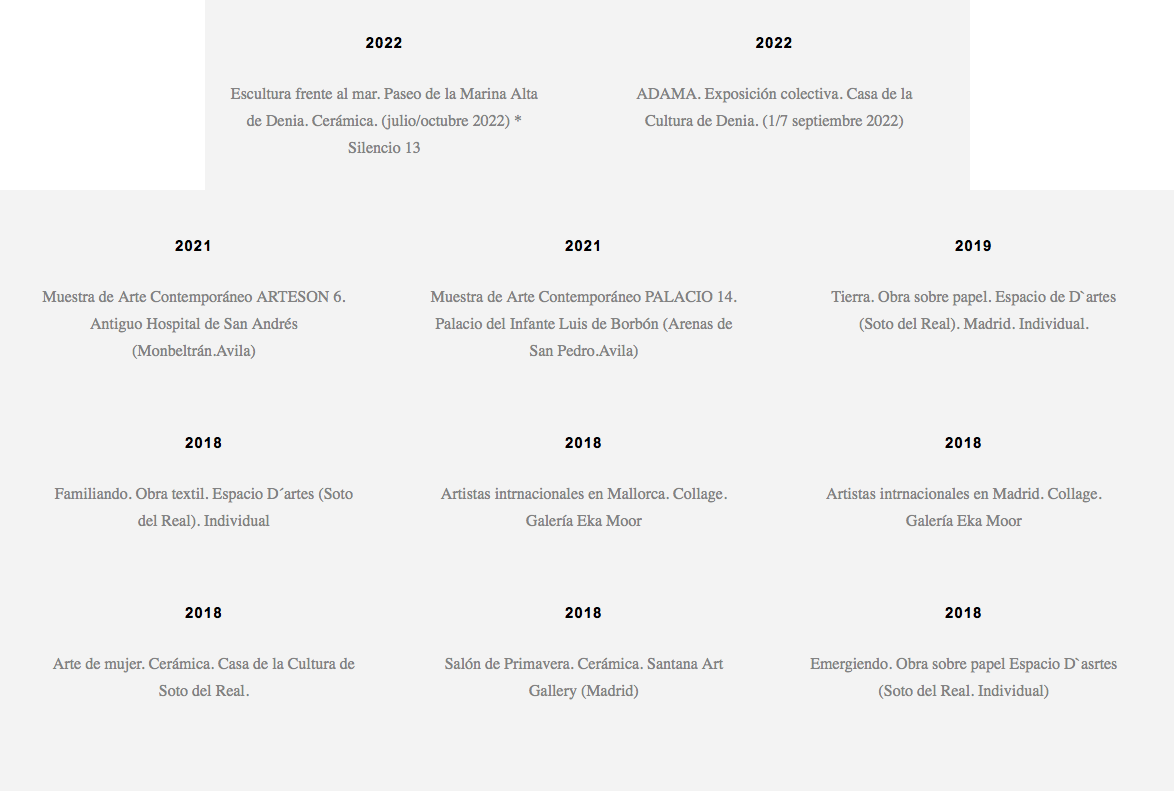 2022
Escultura frente al mar. Paseo de la Marina Alta
de Denia. Cerámica. (julio/octubre 2022) *
Silencio 13
2022
ADAMA. Exposición colectiva. Casa de la
Cultura de Denia. (1/7 septiembre 2022)
2021
Muestra de Arte Contemporáneo ARTESON 6.
Antiguo Hospital de San Andrés
(Monbeltrán.Avila)
2021
Muestra de Arte Contemporáneo PALACIO 14.
Palacio del Infante Luis de Borbón (Arenas de
San Pedro.Avila)
2019
Tierra. Obra sobre papel. Espacio de D`artes
(Soto del Real). Madrid. Individual.
2018
Familiando. Obra textil. Espacio D´artes (Soto
del Real). Individual
2018
Artistas intrnacionales en Mallorca. Collage.
Galería Eka Moor
2018
Artistas intrnacionales en Madrid. Collage.
Galería Eka Moor
2018
Arte de mujer. Cerámica. Casa de la Cultura de
Soto del Real.
2018
Salón de Primavera. Cerámica. Santana Art
Gallery (Madrid)
2018
Emergiendo. Obra sobre papel Espacio D`asrtes
(Soto del Real. Individual)